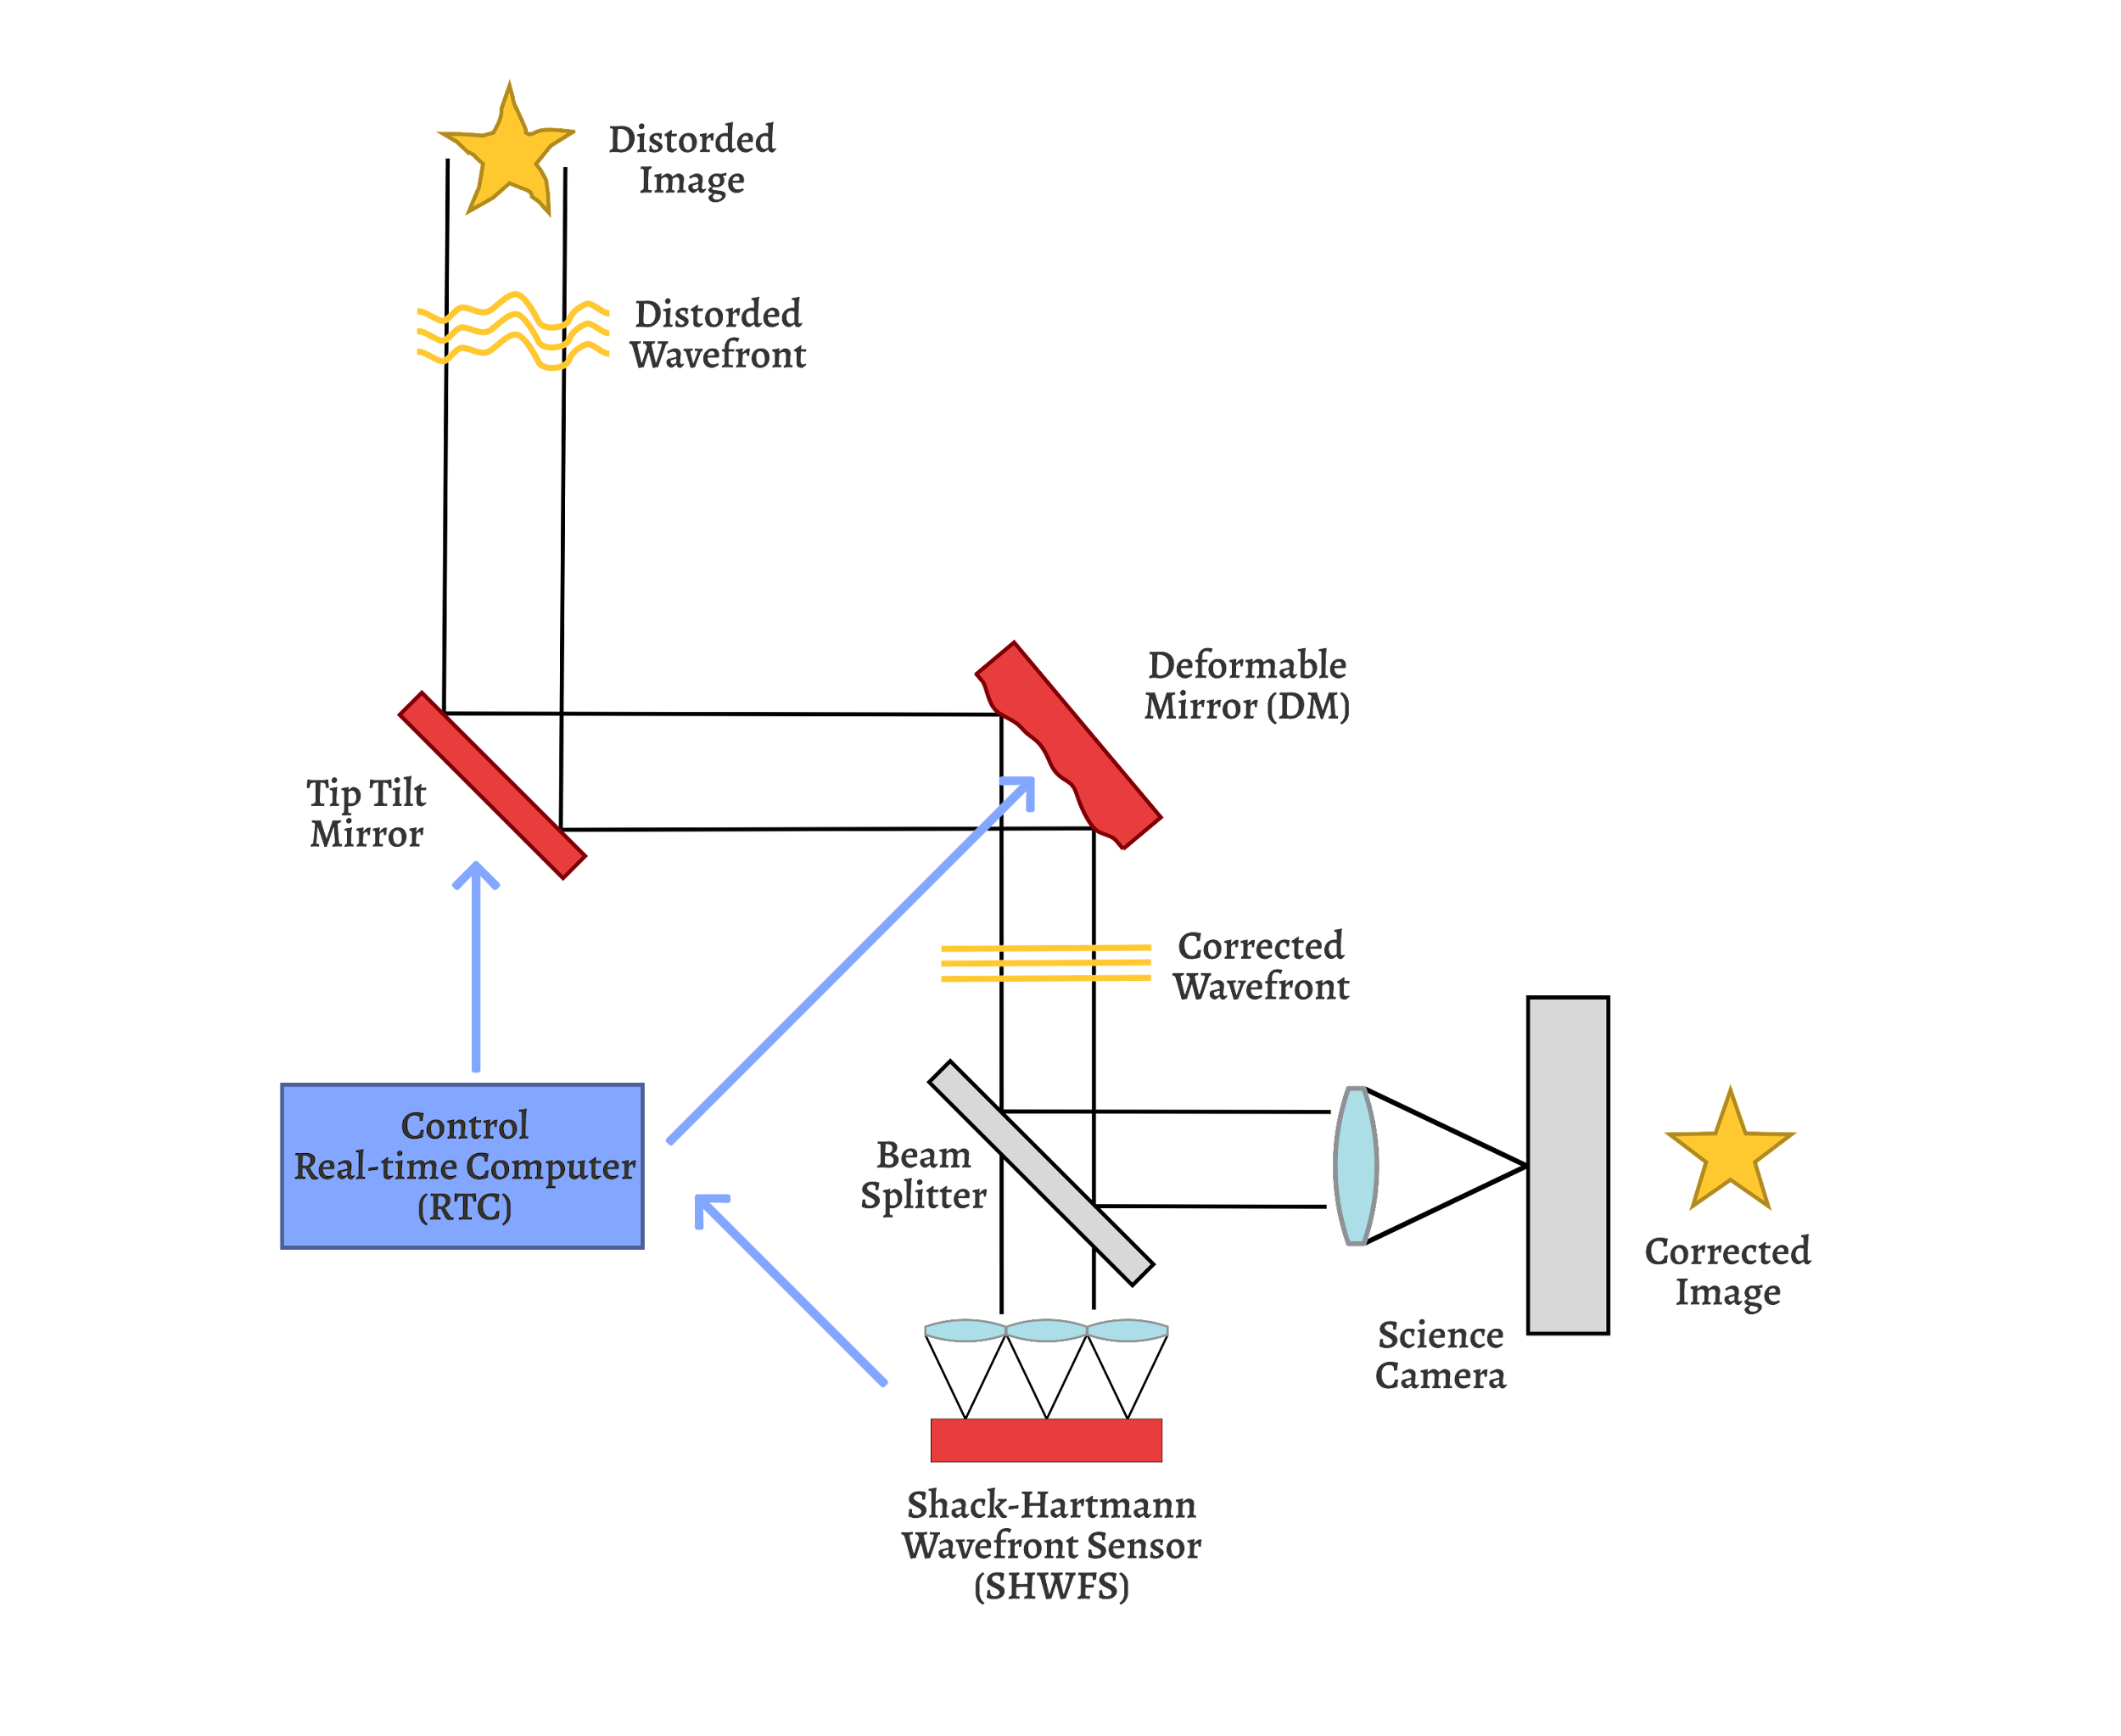 Distorded
Image
Distorded
Wavefront
Deformable
Mirror (DM)
Tip Tilt
Mirror
Corrected
Wavefront
Control
Real-time Computer
(RTC)
Beam
Splitter
Corrected
Image
Science
Camera
Shack-Hartmann
Wavefront Sensor
(SHWFS)